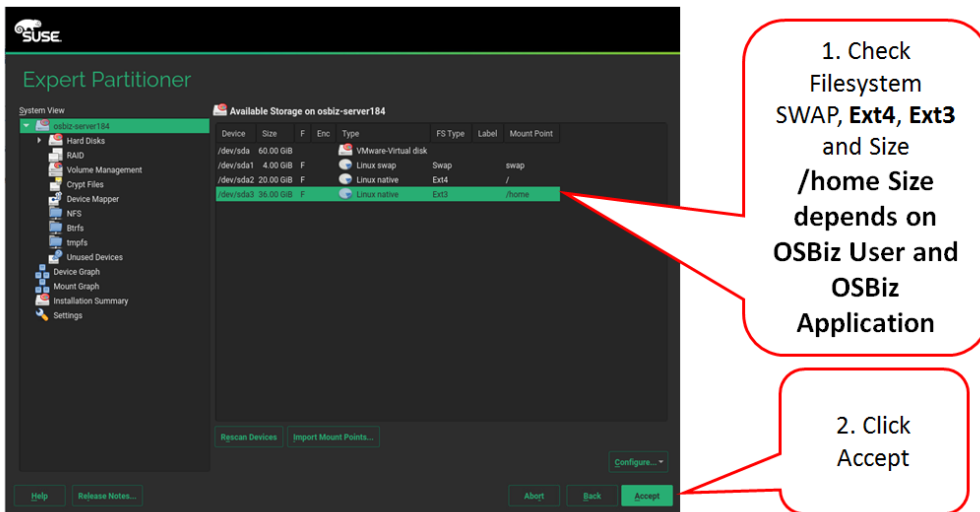 SUSE.
Expert Partitioner
System View
osbiz-server184
Hard Disks
RAID
Volume Management
Crypt Files
Device Mapper
NFS
Btrfs
tmpfs
Unused Devices
Device Graph
Mount Graph
Installation Summary
Settings
Available Storage on osbiz-server184
Device Size F Enc Type FS Type Label Mount Point
/dev/sda 60.00 GiB VMware-Virtual disk
/dev/sda1 4.00 GiB F Linux swap Swap swap
/dev/sda2 20.00 GiB F Linux native Ext4 /
/dev/sda3 36.00 GiB F Linux native Ext3 /home
Rescan Devices Import Mount Points...
Configure...
Help Release Notes... Abort Back Accept
1. Check
Filesystem
SWAP, Ext4, Ext3
and Size
/home Size
depends on
OSBiz User and
OSBiz
Application
2. Click
Accept